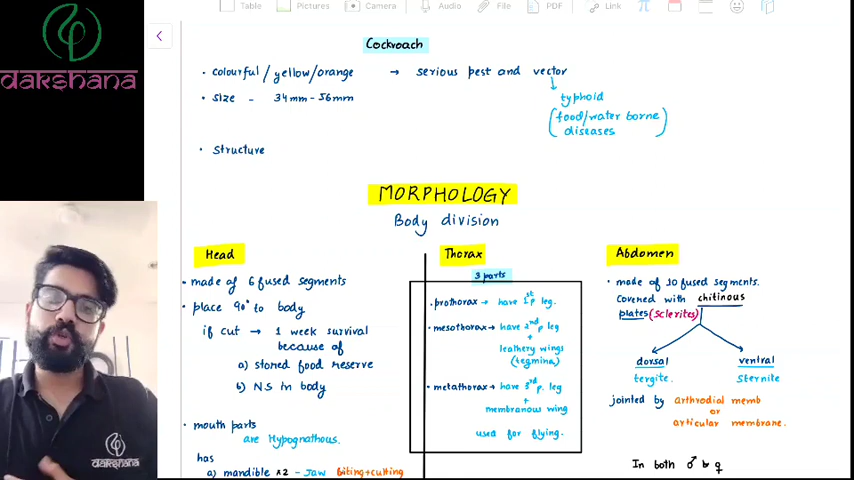 Table
Pictures
Camera
Audio
File
PDF
Link
dakshana
Cockroach
• colourful/yellow/orange → serious pest and vector
• size - 34mm - 56mm
typhoid
(food/water borne
diseases)
• structure
MORPHOLOGY
Body division
Head
• made of 6 fused segments
• place 90° to body
if cut → 1 week survival
because of
a) stored food reserve
b) NS in body
• mouth parts
are Hypognathous.
has
a) mandible x2 - Jaw biting+cutting
Thorax
3 parts
• prothorax → have 1st p leg.
• mesothorax → have 2nd p leg
+
leathery wings
(tegmina)
• metathorax → have 3rd p. leg
+
membranous wing
used for flying.
Abdomen
• made of 10 fused segments.
Covered with chitinous
plates (Sclerites)
dorsal
tergite.
ventral
sternite
jointed by arthrodial memb
or
articular membrane.
In both ♂ & ♀
dakshana